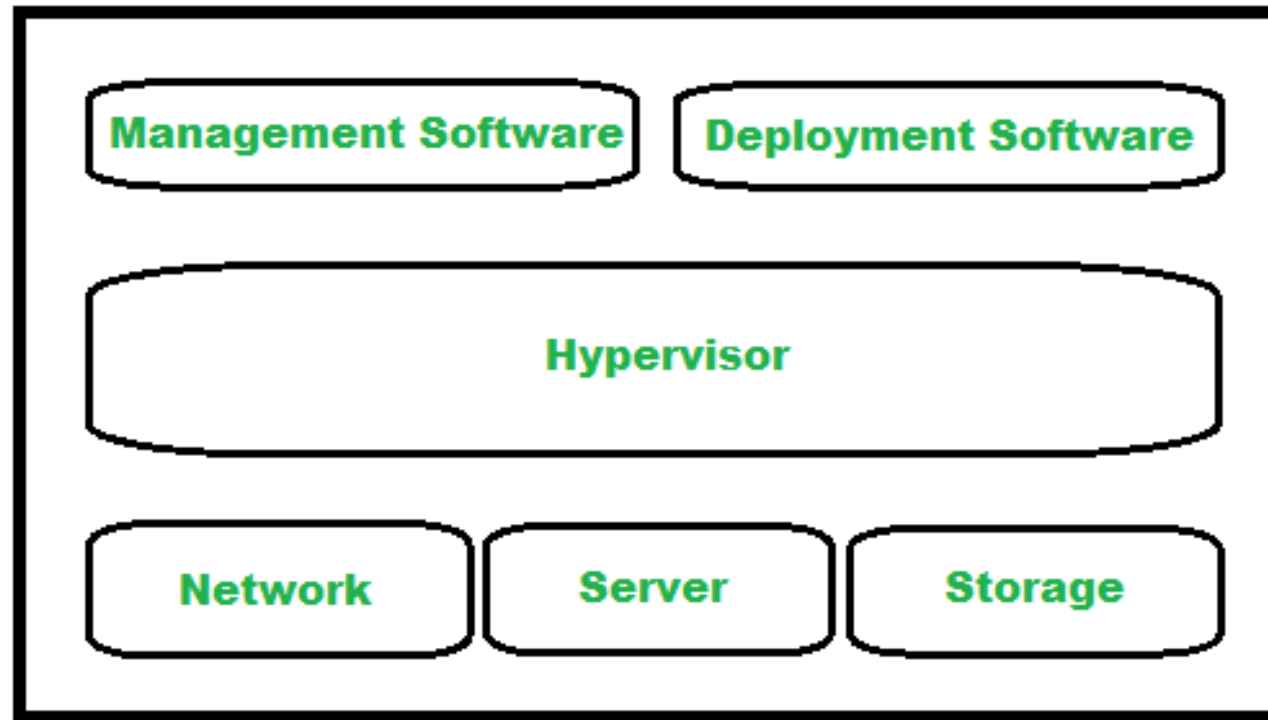 Management Software
Deployment Software
Hypervisor
Network
Server
Storage